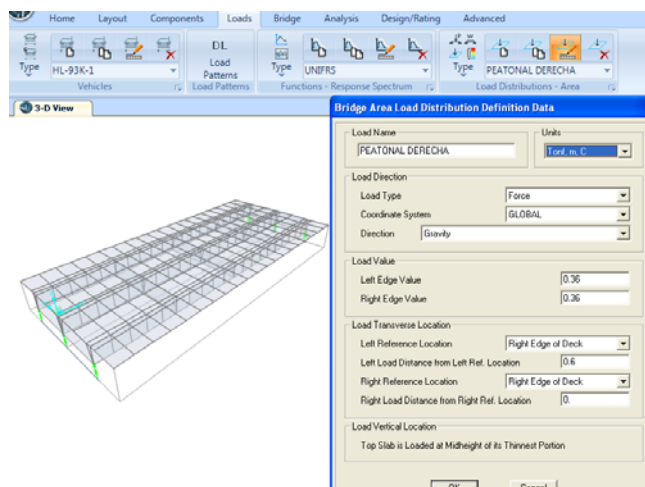 Home Layout Components Loads Bridge Analysis Design/Rating Advanced
Type
HL-93K-1
Vehicles
DL
Load
Patterns
Load Patterns
Type
UNIFRS
Functions - Response Spectrum
Type
PEATONAL DERECHA
Load Distributions - Area
3-D View
Bridge Area Load Distribution Definition Data
Load Name
PEATONAL DERECHA
Units
Tonf, m, C
Load Direction
Load Type Force
Coordinate System GLOBAL
Direction Gravity
Load Value
Left Edge Value 0.36
Right Edge Value 0.36
Load Transverse Location
Left Reference Location Right Edge of Deck
Left Load Distance from Left Ref. Location 0.6
Right Reference Location Right Edge of Deck
Right Load Distance from Right Ref. Location 0.
Load Vertical Location
Top Slab is Loaded at Midheight of its Thinnest Portion
OK Cancel